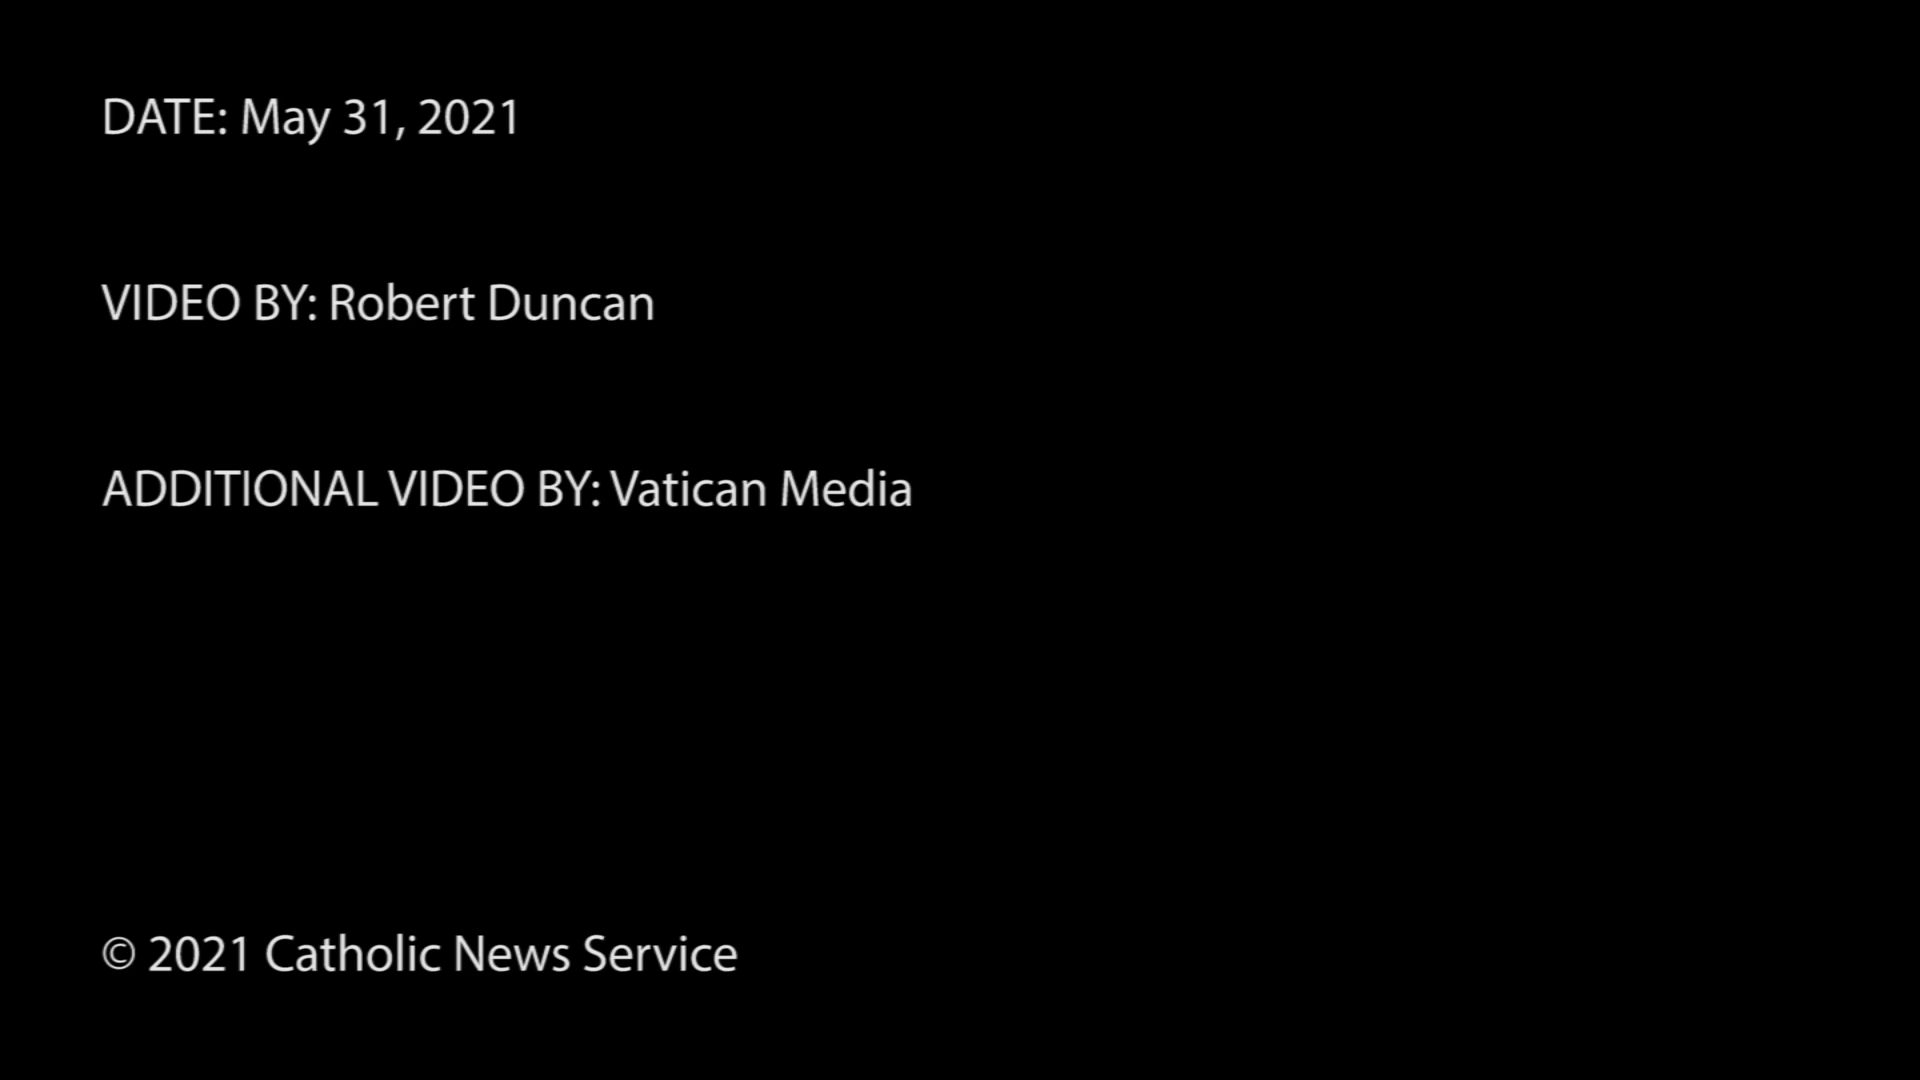 DATE: May 31, 2021
VIDEO BY: Robert Duncan
ADDITIONAL VIDEO BY: Vatican Media
© 2021 Catholic News Service